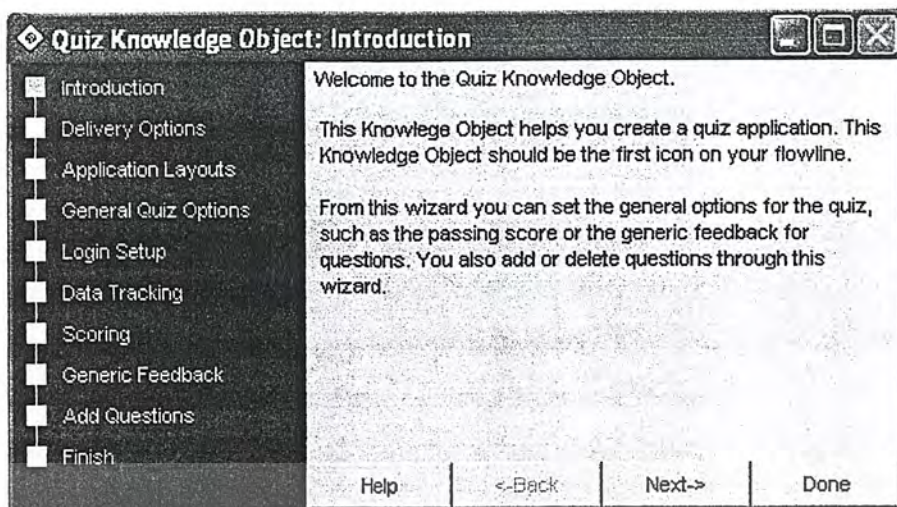 Quiz Knowledge Object: Introduction
Introduction
Delivery Options
Application Layouts
General Quiz Options
Login Setup
Data Tracking
Scoring
Generic Feedback
Add Questions
Finish
Welcome to the Quiz Knowledge Object.
This Knowlege Object helps you create a quiz application. This
Knowledge Object should be the first icon on your flowline.
From this wizard you can set the general options for the quiz,
such as the passing score or the generic feedback for
questions. You also add or delete questions through this
wizard.
Help <-Back Next-> Done